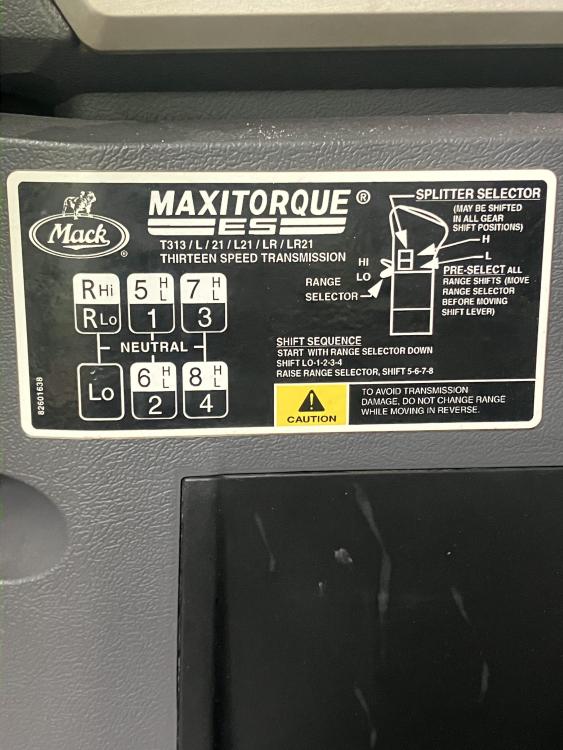 Mack ®
MAXITORQUE ®
ES
T313 / L / 21 / L21 / LR / LR21
THIRTEEN SPEED TRANSMISSION
R Hi 5 H L 7 H L
R Lo 1 3
NEUTRAL
Lo 6 H L 8 H L
2 4
82601638
SPLITTER SELECTOR
(MAY BE SHIFTED
IN ALL GEAR
SHIFT POSITIONS)
H
L
HI
LO
RANGE
SELECTOR
PRE-SELECT ALL
RANGE SHIFTS (MOVE
RANGE SELECTOR
BEFORE MOVING
SHIFT LEVER)
SHIFT SEQUENCE
START WITH RANGE SELECTOR DOWN
SHIFT LO-1-2-3-4
RAISE RANGE SELECTOR, SHIFT 5-6-7-8
CAUTION
TO AVOID TRANSMISSION
DAMAGE, DO NOT CHANGE RANGE
WHILE MOVING IN REVERSE.